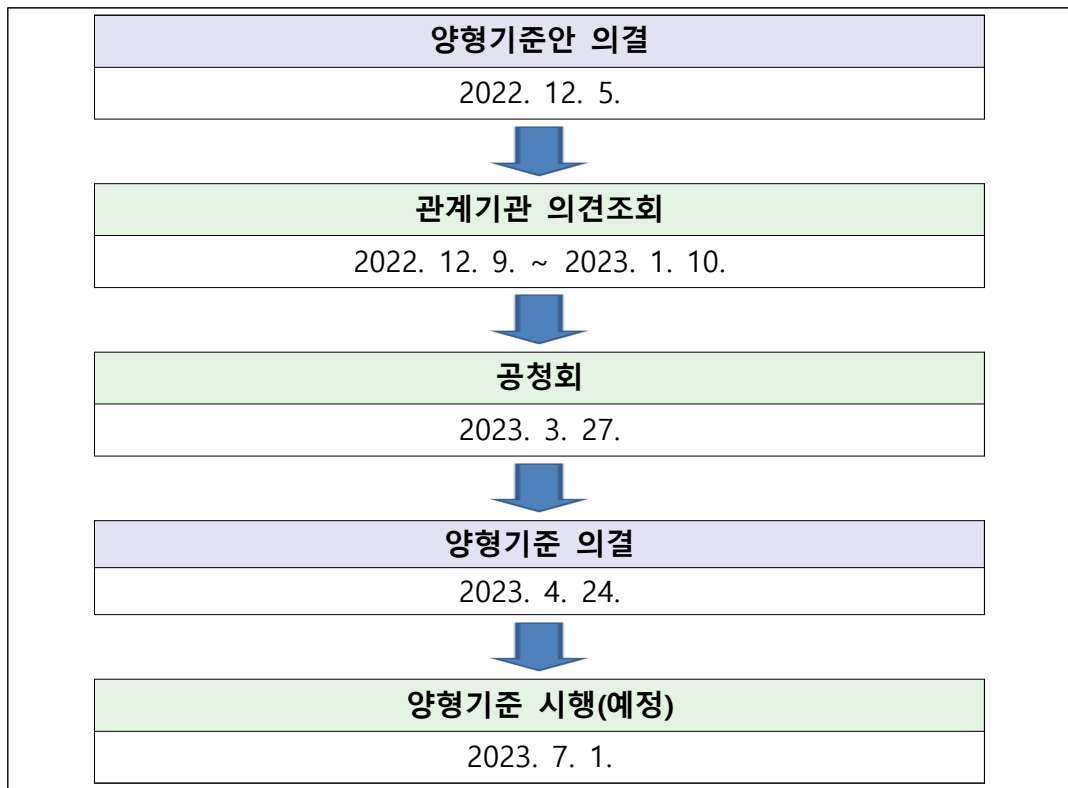 양형기준안 의결
2022. 12. 5.
관계기관 의견조회
2022. 12. 9. ~ 2023. 1. 10.
공청회
2023. 3. 27.
양형기준 의결
2023. 4. 24.
양형기준 시행(예정)
2023. 7. 1.